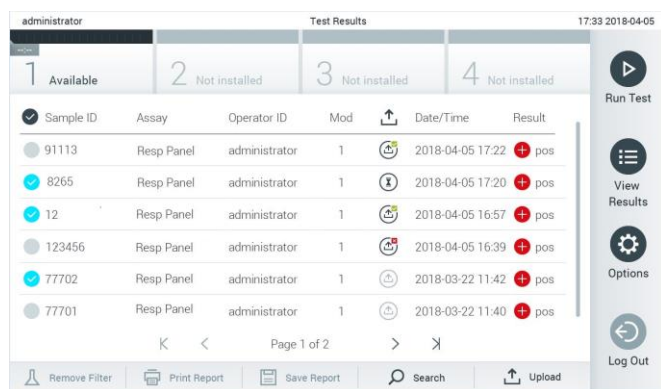 administrator Test Results 17:33 2018-04-05
1 Available 2 Not installed 3 Not installed 4 Not installed
Run Test
Sample ID Assay Operator ID Mod Date/Time Result
91113 Resp Panel administrator 1 2018-04-05 17:22 pos
8265 Resp Panel administrator 1 2018-04-05 17:20 pos
View
Results
12 Resp Panel administrator 1 2018-04-05 16:57 pos
123456 Resp Panel administrator 1 2018-04-05 16:39 pos
77702 Resp Panel administrator 1 2018-03-22 11:42 pos
Options
77701 Resp Panel administrator 1 2018-03-22 11:40 pos
Page 1 of 2
Log Out
Remove Filter Print Report Save Report Search Upload